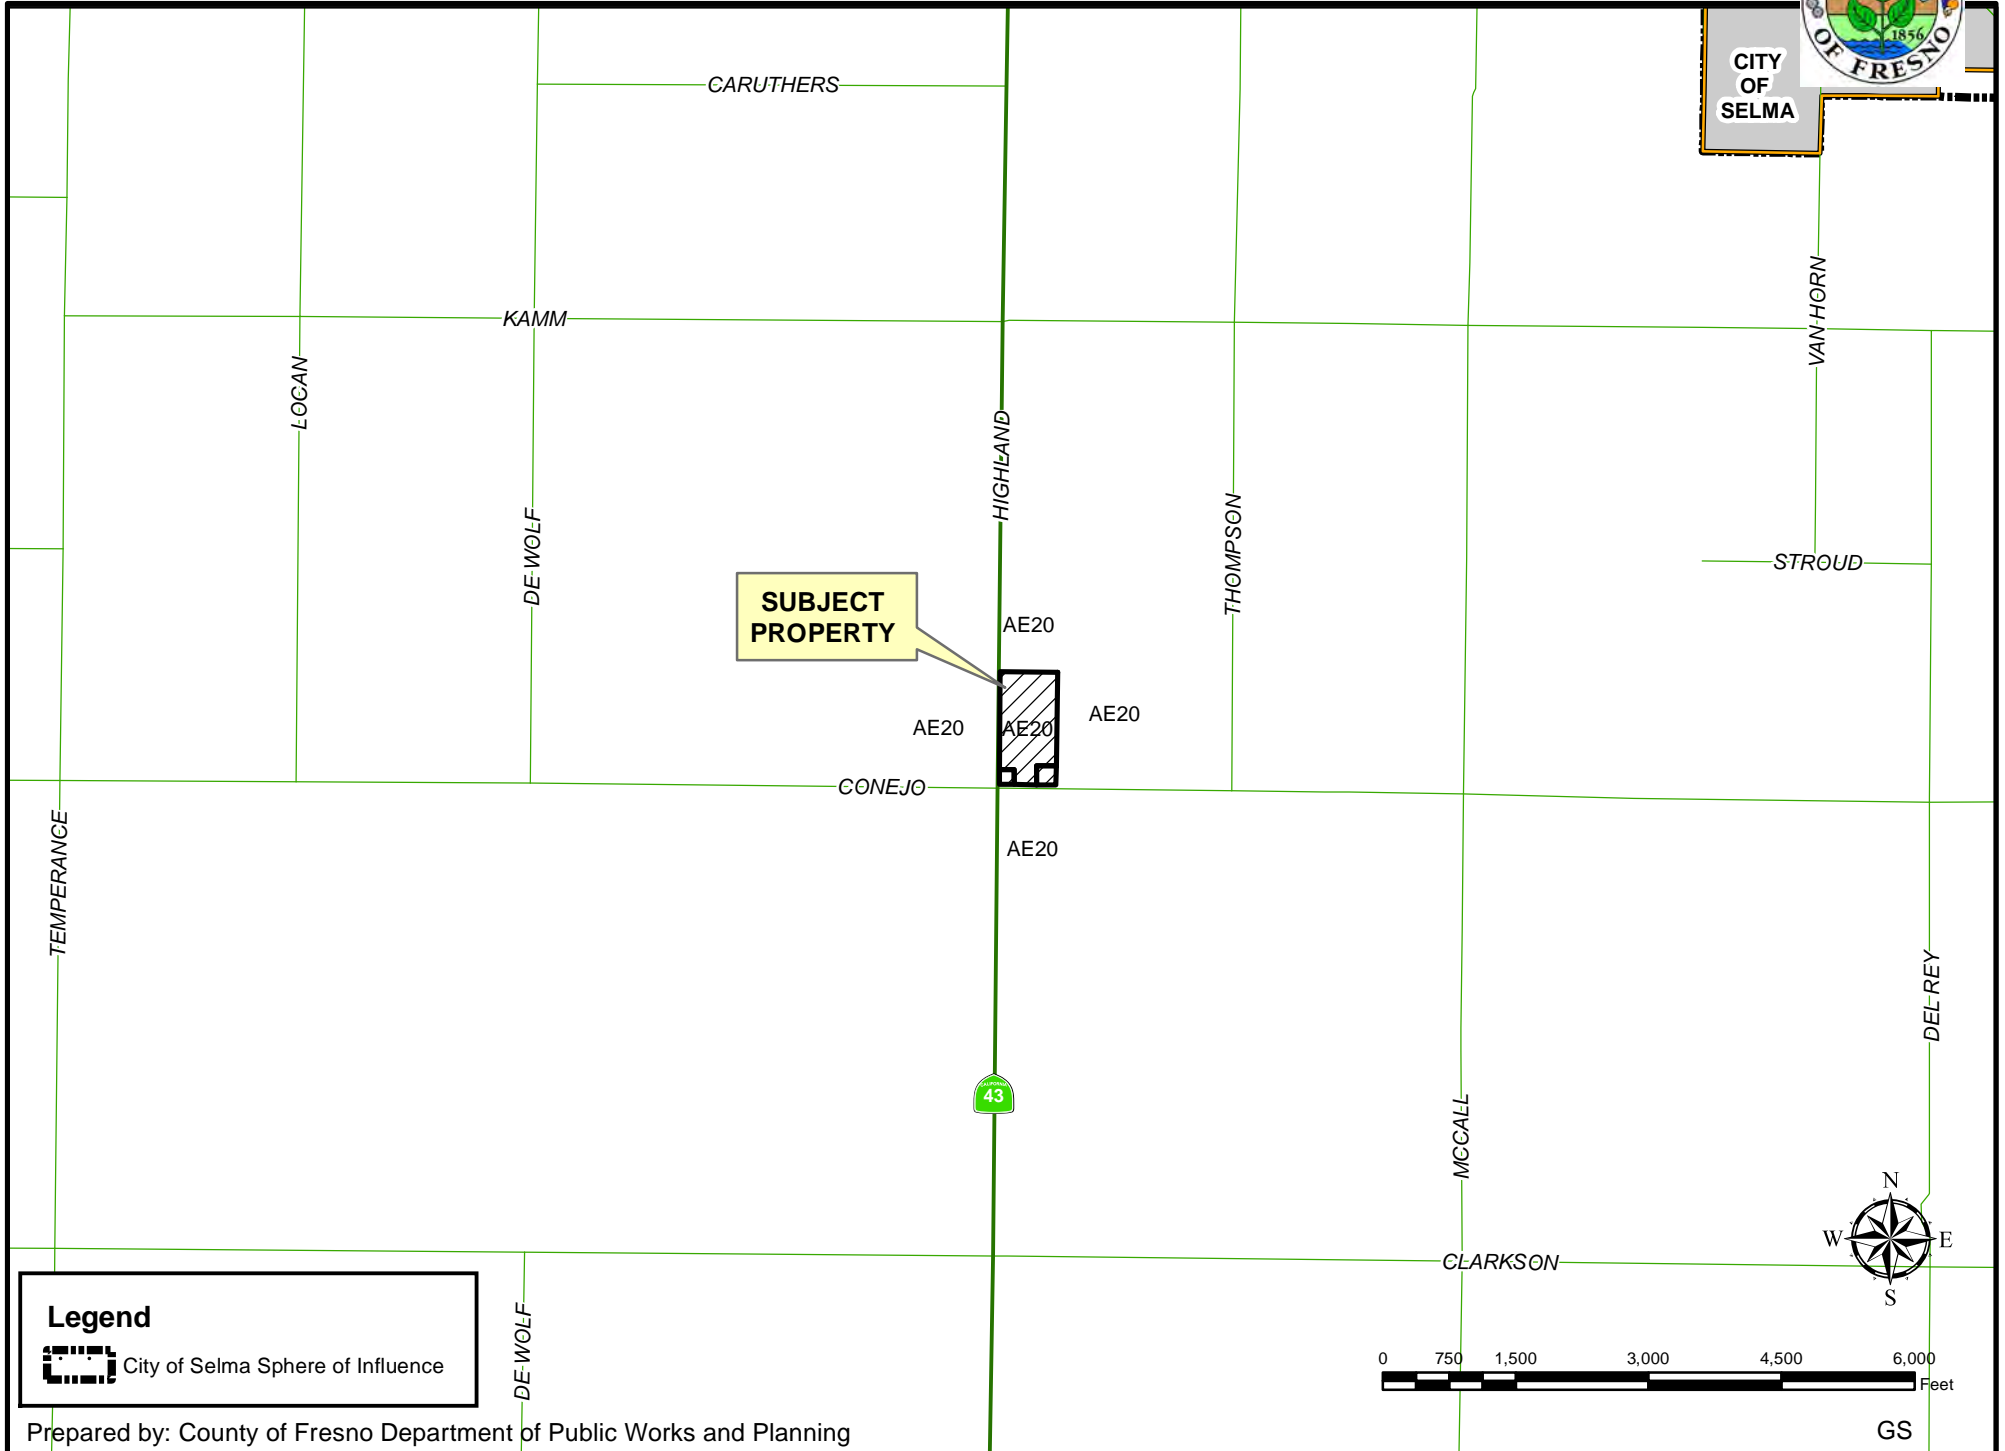 1856
OF FRESNO
CITY
OF
SELMA
CARUTHERS
KAMM
VAN HORN
LOCAN
HIGHLAND
DE WOLF
THOMPSON
STROUD
SUBJECT
PROPERTY
AE20
AE20
AE20
AE20
CONEJO
TEMPERANCE
AE20
DEL REY
CALIFORNIA
43
MCCALL
N
W
E
S
CLARKSON
Legend
City of Selma Sphere of Influence
DE WOLF
0 750 1,500 3,000 4,500 6,000
Feet
Prepared by: County of Fresno Department of Public Works and Planning
GS